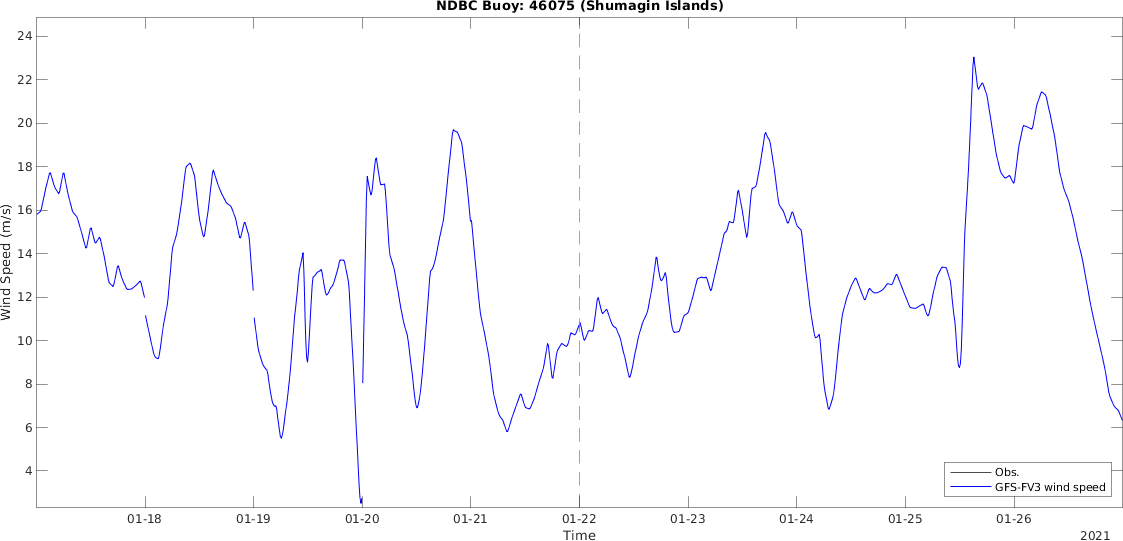 NDBC Buoy: 46075 (Shumagin Islands)
24
22
20
18
16
14
12
10
8
6
4
Wind Speed (m/s)
Obs.
GFS-FV3 wind speed
01-18 01-19 01-20 01-21 01-22 01-23 01-24 01-25 01-26
Time
2021